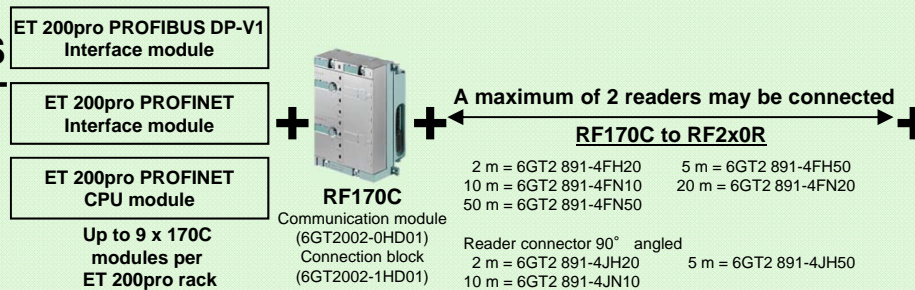 ET 200pro PROFIBUS DP-V1
Interface module
ET 200pro PROFINET
Interface module
ET 200pro PROFINET
CPU module
Up to 9 x 170C
modules per
ET 200pro rack
+
RF170C
Communication module
(6GT2002-0HD01)
Connection block
(6GT2002-1HD01)
+
A maximum of 2 readers may be connected
RF170C to RF2x0R
2 m = 6GT2 891-4FH20 5 m = 6GT2 891-4FH50
10 m = 6GT2 891-4FN10 20 m = 6GT2 891-4FN20
50 m = 6GT2 891-4FN50
Reader connector 90° angled
2 m = 6GT2 891-4JH20 5 m = 6GT2 891-4JH50
10 m = 6GT2 891-4JN10
+